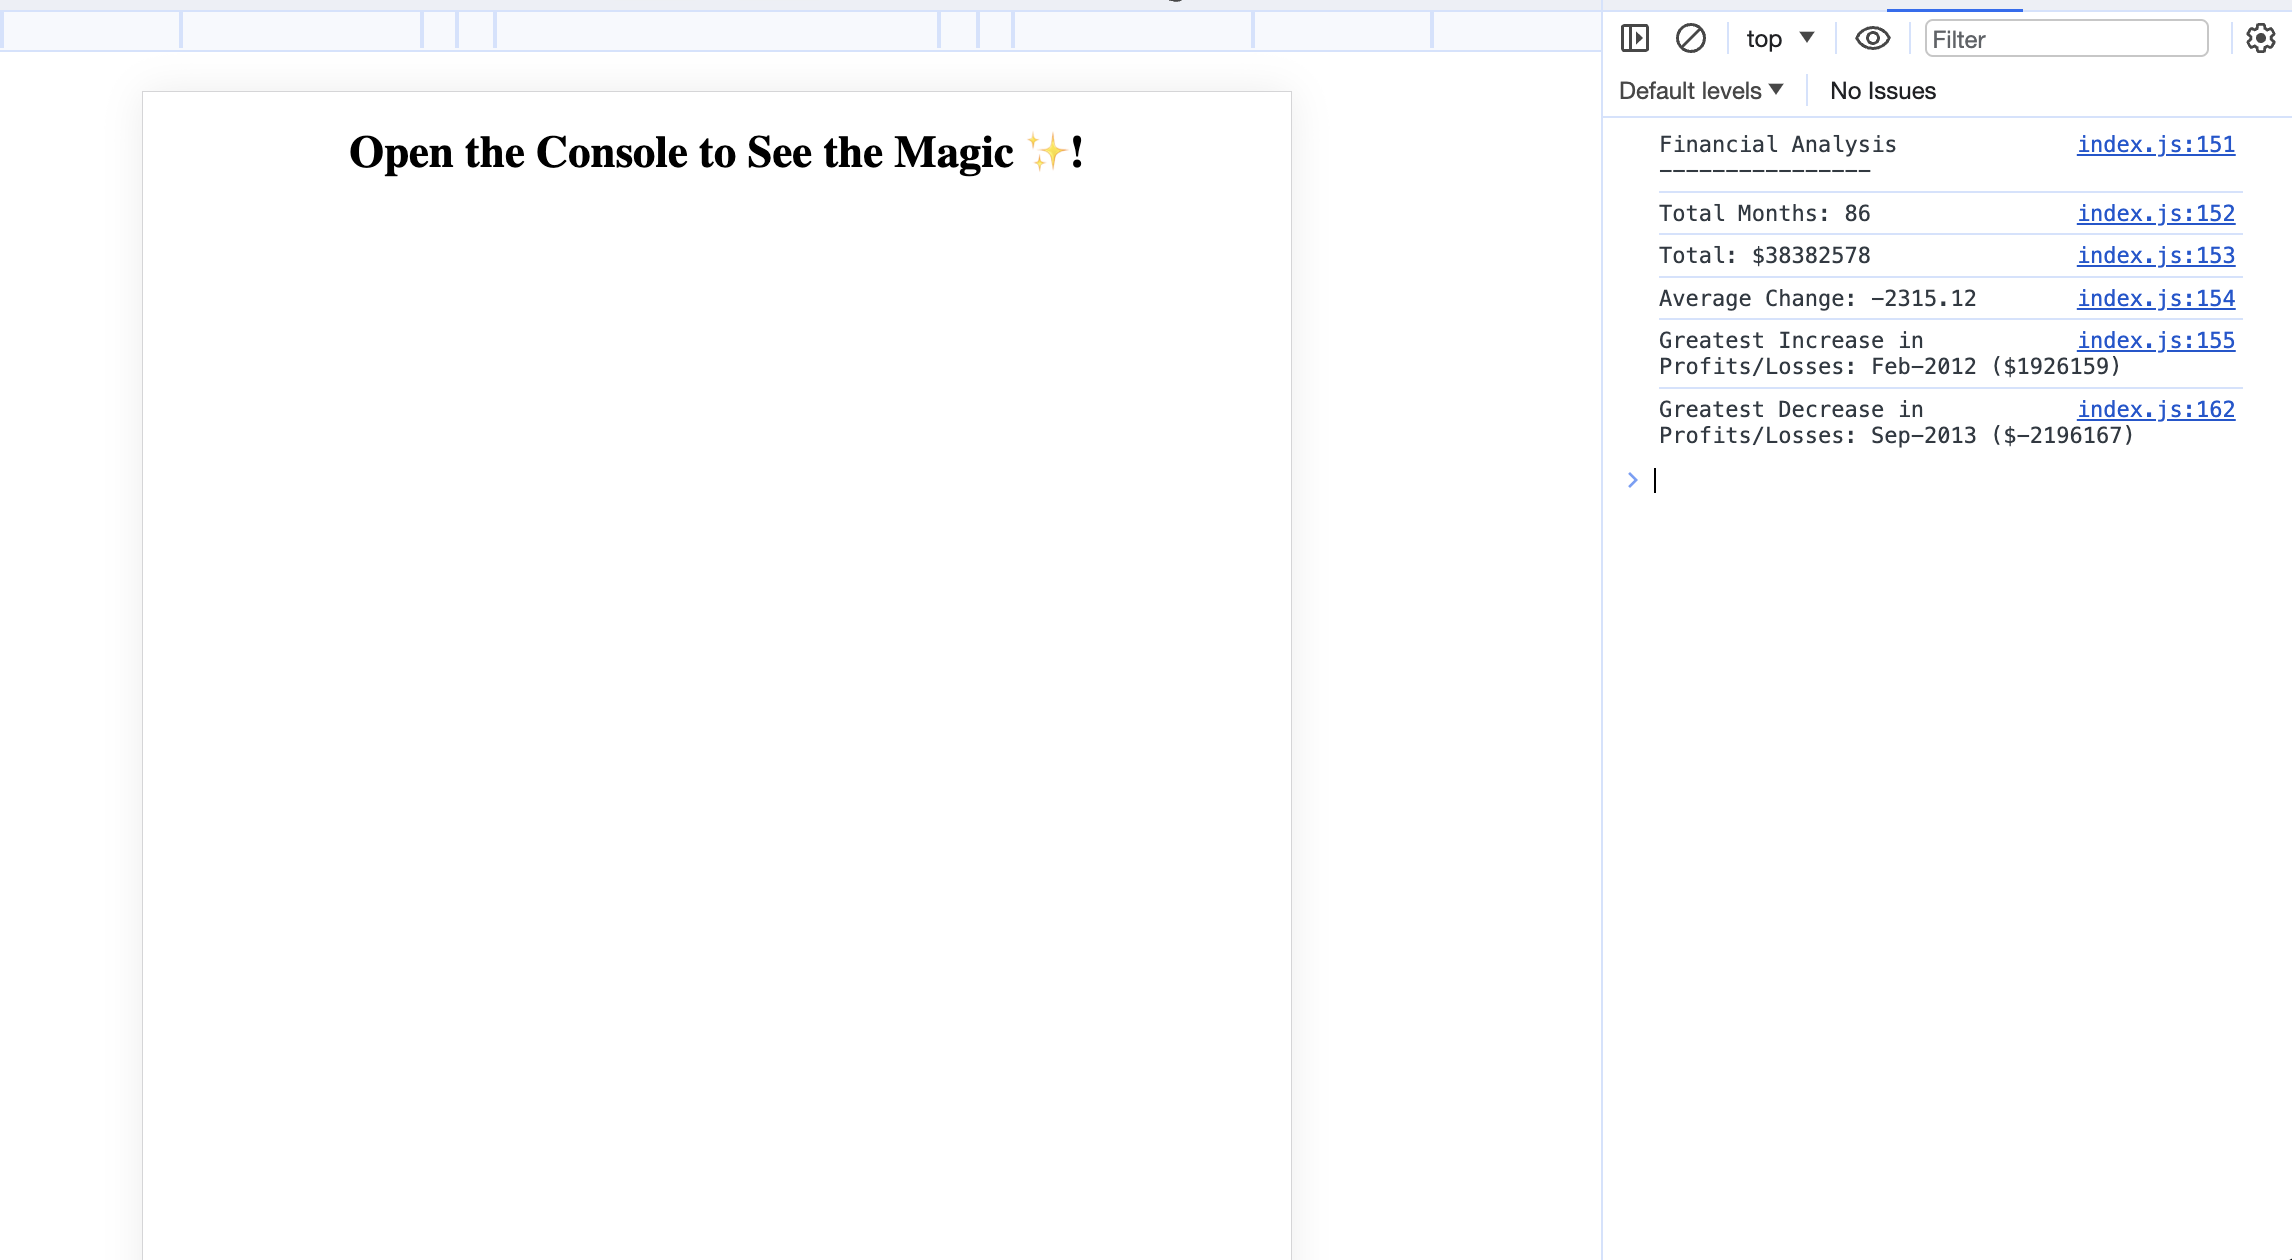 Open the Console to See the Magic ✨!
top
Filter
Default levels
No Issues
Financial Analysis index.js:151
----------------
Total Months: 86 index.js:152
Total: $38382578 index.js:153
Average Change: -2315.12 index.js:154
Greatest Increase in index.js:155
Profits/Losses: Feb-2012 ($1926159)
Greatest Decrease in index.js:162
Profits/Losses: Sep-2013 ($-2196167)